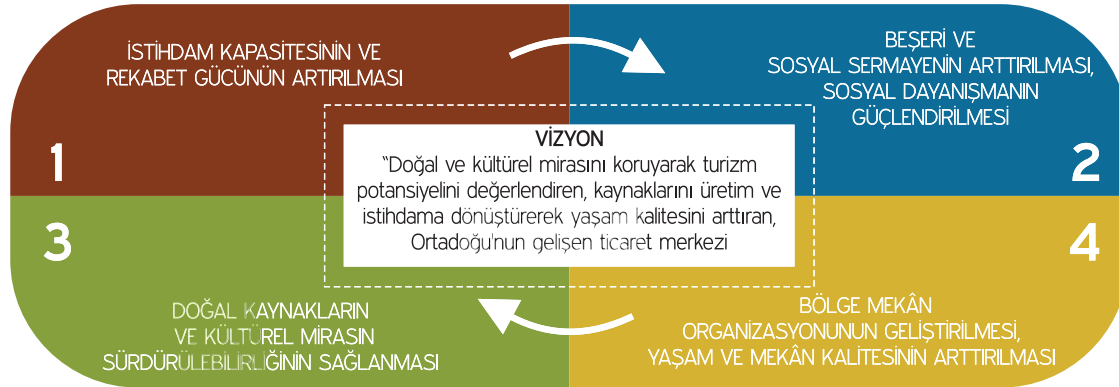 İSTİHDAM KAPASİTESİNİN VE
REKABET GÜCÜNÜN ARTIRILMASI
1
BEŞERİ VE
SOSYAL SERMAYENİN ARTTIRILMASI,
SOSYAL DAYANIŞMANIN
GÜÇLENDİRİLMESİ
2
VİZYON
“Doğal ve kültürel mirasını koruyarak turizm
potansiyelini değerlendiren, kaynaklarını üretim ve
istihdama dönüştürerek yaşam kalitesini arttıran,
Ortadoğu'nun gelişen ticaret merkezi
3
DOĞAL KAYNAKLARIN
VE KÜLTÜREL MİRASIN
SÜRDÜRÜLEBİLİRLİĞİNİN SAĞLANMASI
4
BÖLGE MEKÂN
ORGANİZASYONUNUN GELİŞTİRİLMESİ,
YAŞAM VE MEKÂN KALİTESİNİN ARTTIRILMASI